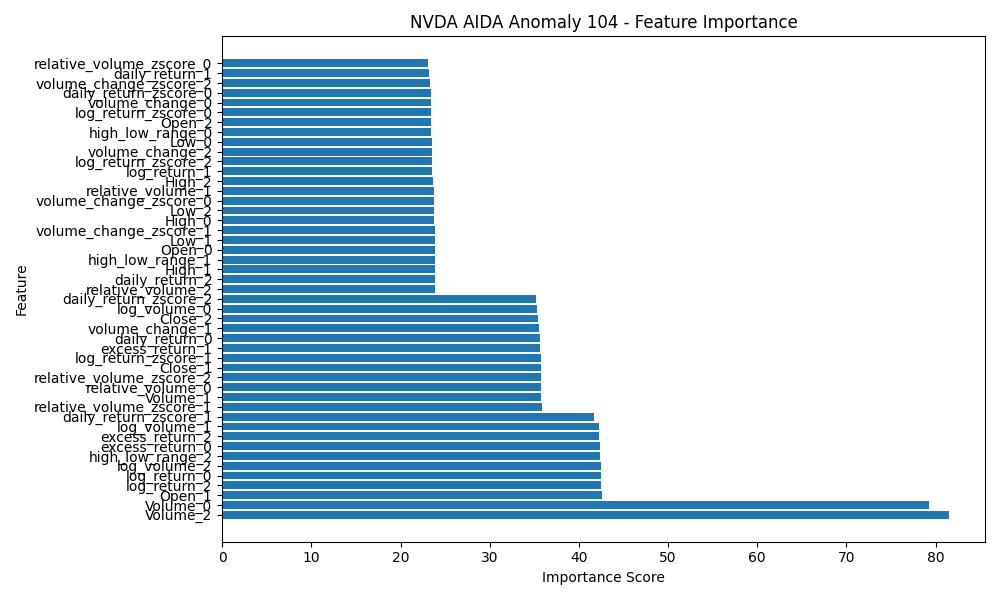 NVDA AIDA Anomaly 104 - Feature Importance
relative_volume_zscore_0
daily_return_1
volume_change_zscore_2
daily_return_zscore_0
volume_change_0
log_return_zscore_0
Open_2
high_low_range_0
Low_0
volume_change_2
log_return_zscore_2
log_return_1
High_2
relative_volume_1
volume_change_zscore_0
Low_2
High_0
volume_change_zscore_1
Low_1
Open_0
high_low_range_1
High_1
daily_return_2
relative_volume_2
daily_return_zscore_2
log_volume_0
Close_2
volume_change_1
daily_return_0
excess_return_1
log_return_zscore_1
Close_1
relative_volume_zscore_2
relative_volume_0
Volume_1
relative_volume_zscore_1
daily_return_zscore_1
log_volume_1
excess_return_2
excess_return_0
high_low_range_2
log_volume_2
log_return_0
log_return_2
Open_1
Volume_0
Volume_2
Feature
0 10 20 30 40 50 60 70 80
Importance Score